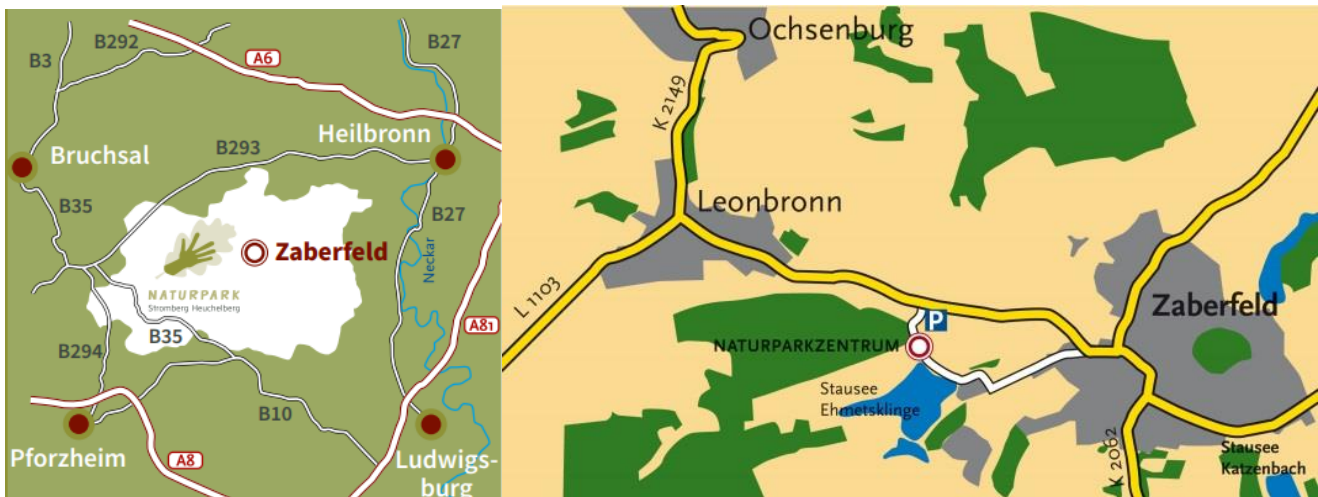 B292
B27
B3
A6
Heilbronn
Bruchsal
B293
B35
B27
Zaberfeld
Neckar
NATURPARK
Stromberg Heuchelberg
A81
B35
B294
B10
Pforzheim
A8
Ludwigs-
burg
Ochsenburg
K 2149
Leonbronn
L 1103
Zaberfeld
P
NATURPARKZENTRUM
Stausee
Ehmetsklinge
K 2062
Stausee
Katzenbach